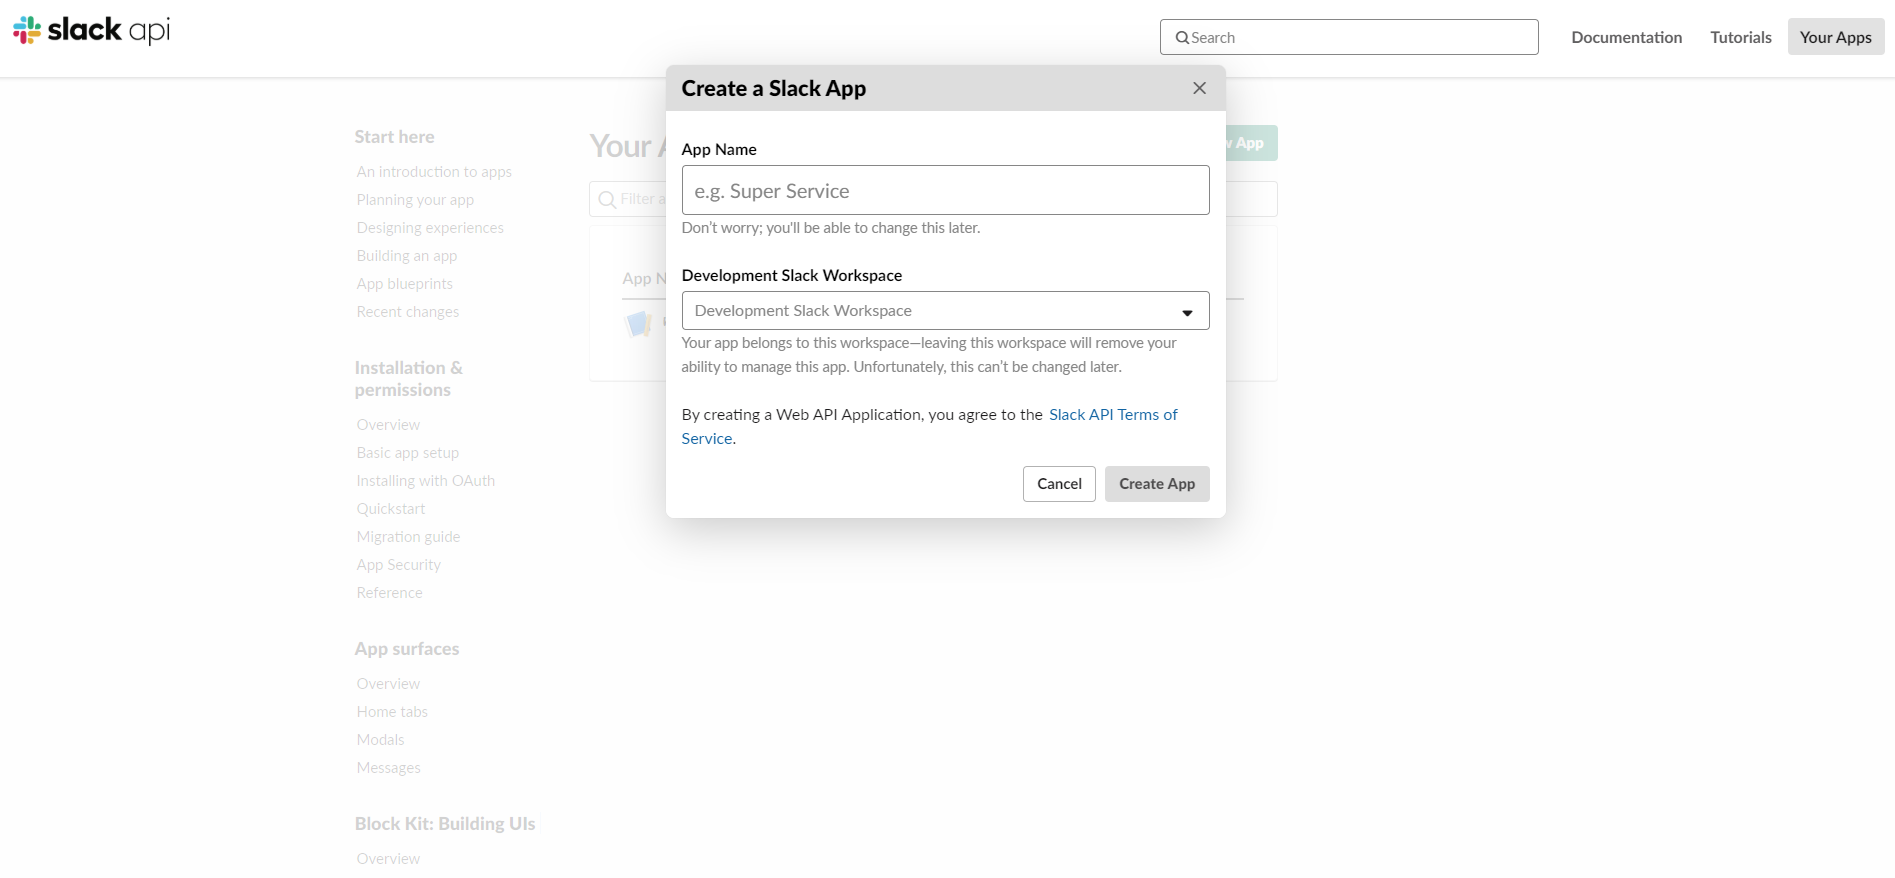 slack api
Search
Documentation
Tutorials
Your Apps
Create a Slack App
Start here
An introduction to apps
Planning your app
Designing experiences
Building an app
App blueprints
Recent changes
Installation &
permissions
Overview
Basic app setup
Installing with OAuth
Quickstart
Migration guide
App Security
Reference
App surfaces
Overview
Home tabs
Modals
Messages
Block Kit: Building UIs
Overview
Your
App
Filter
App
App Name
e.g. Super Service
Don't worry; you'll be able to change this later.
Development Slack Workspace
Development Slack Workspace
Your app belongs to this workspace—leaving this workspace will remove your
ability to manage this app. Unfortunately, this can't be changed later.
By creating a Web API Application, you agree to the Slack API Terms of
Service.
Cancel
Create App